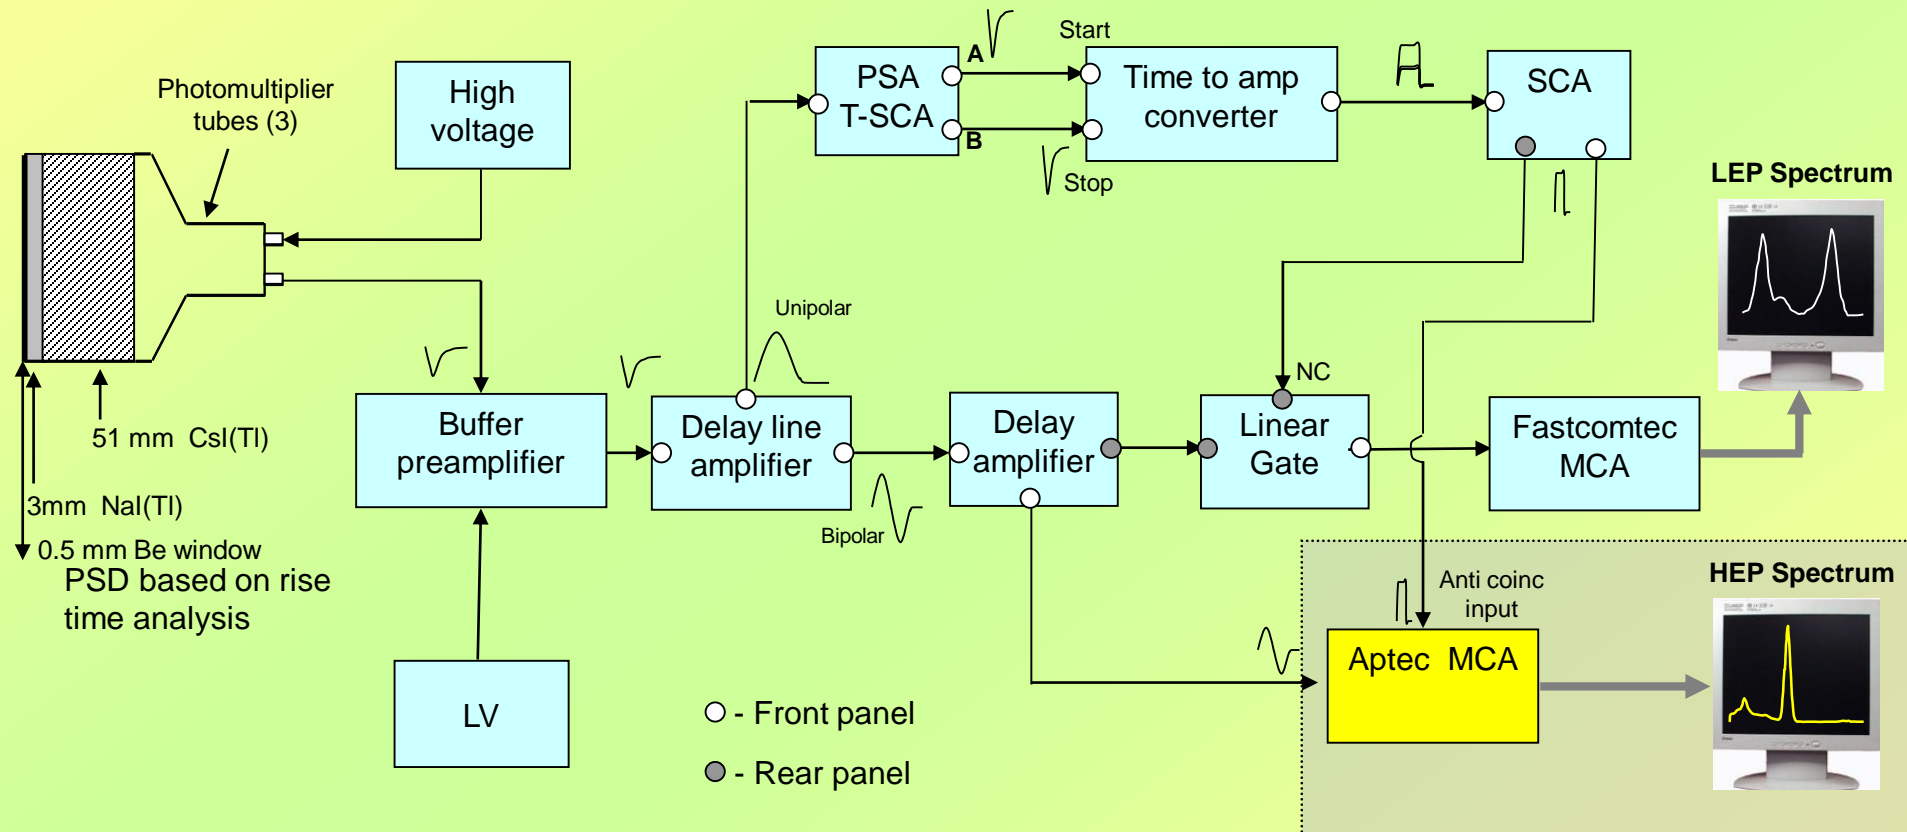 Photomultiplier
tubes (3)
High
voltage
PSA
T-SCA
A
B
Start
Stop
Time to amp
converter
SCA
LEP Spectrum
Unipolar
NC
51 mm CsI(Tl)
3mm NaI(Tl)
0.5 mm Be window
PSD based on rise
time analysis
Buffer
preamplifier
Delay line
amplifier
Bipolar
Delay
amplifier
Linear
Gate
Fastcomtec
MCA
LV
- Front panel
- Rear panel
Anti coinc
input
Aptec MCA
HEP Spectrum